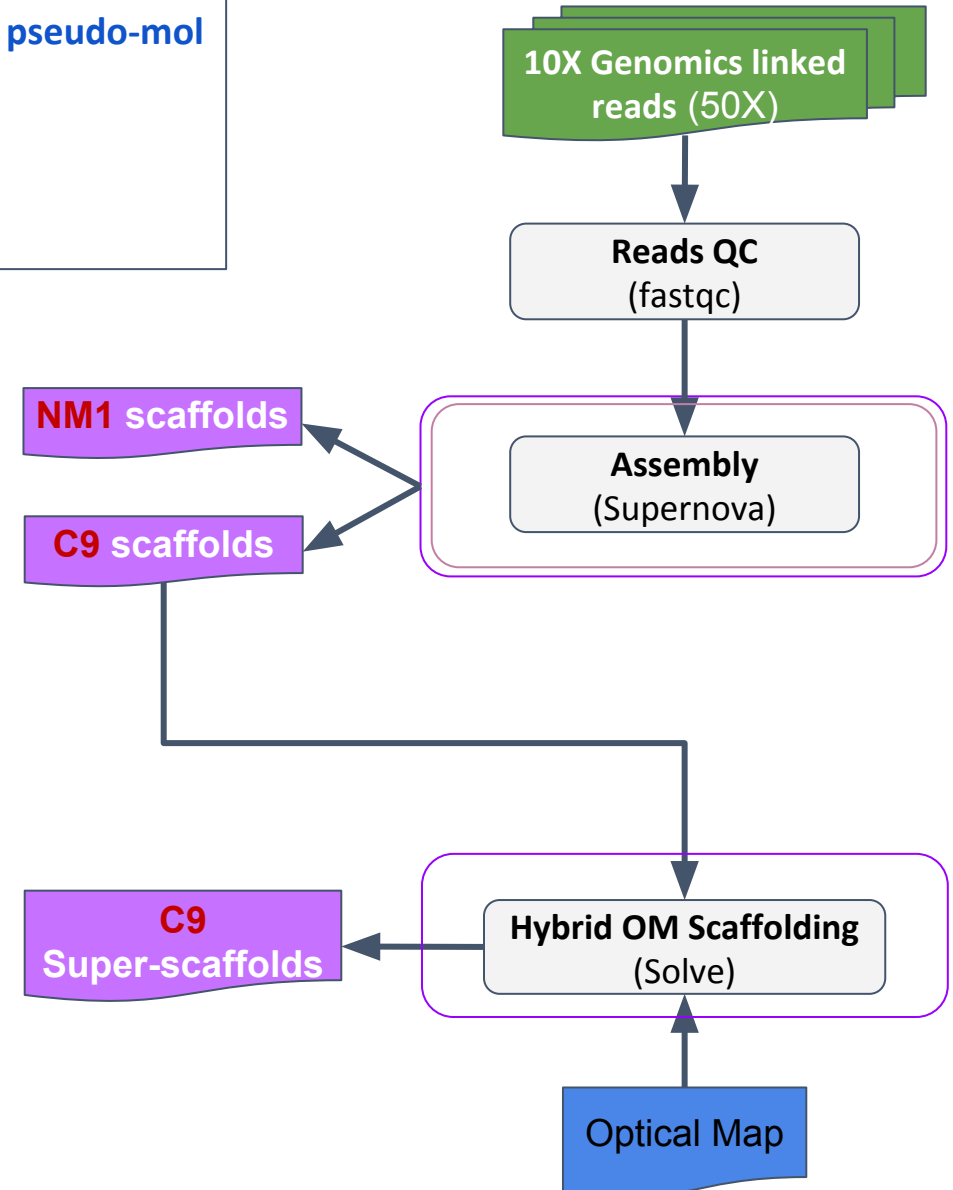 pseudo-mol
10X Genomics linked
reads (50X)
Reads QC
(fastqc)
NM1 scaffolds
Assembly
(Supernova)
C9 scaffolds
C9
Super-scaffolds
Hybrid OM Scaffolding
(Solve)
Optical Map